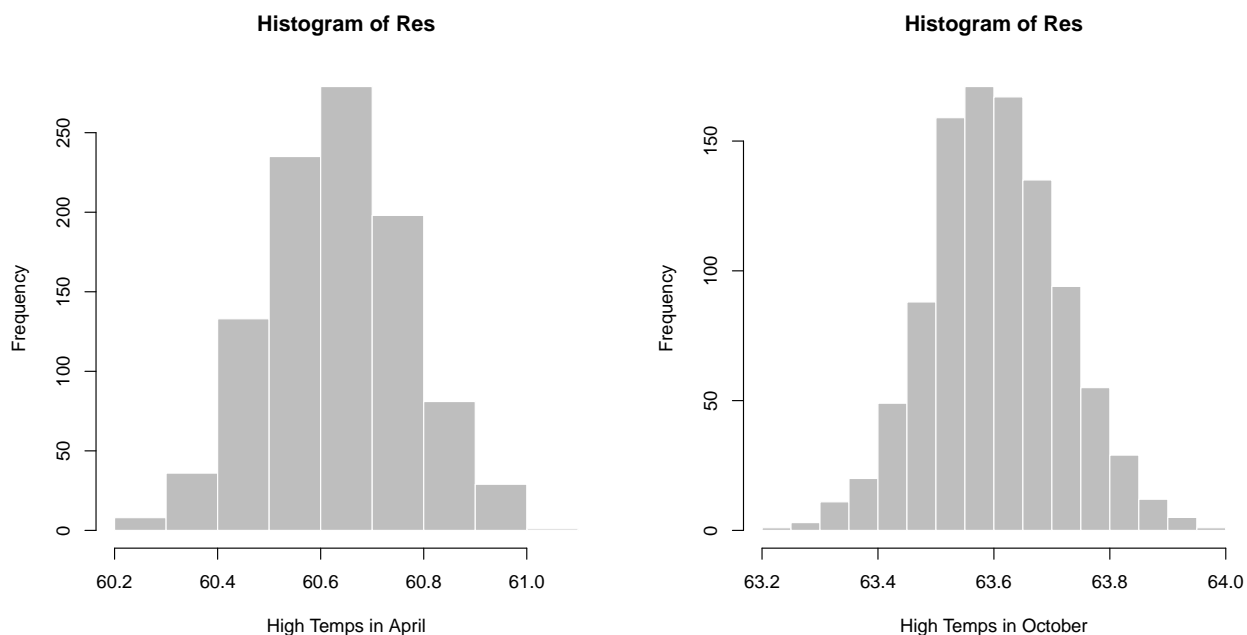 Histogram of Res
Frequency
250
200
150
100
50
0
60.2 60.4 60.6 60.8 61.0
High Temps in April
Histogram of Res
Frequency
150
100
50
0
63.2 63.4 63.6 63.8 64.0
High Temps in October